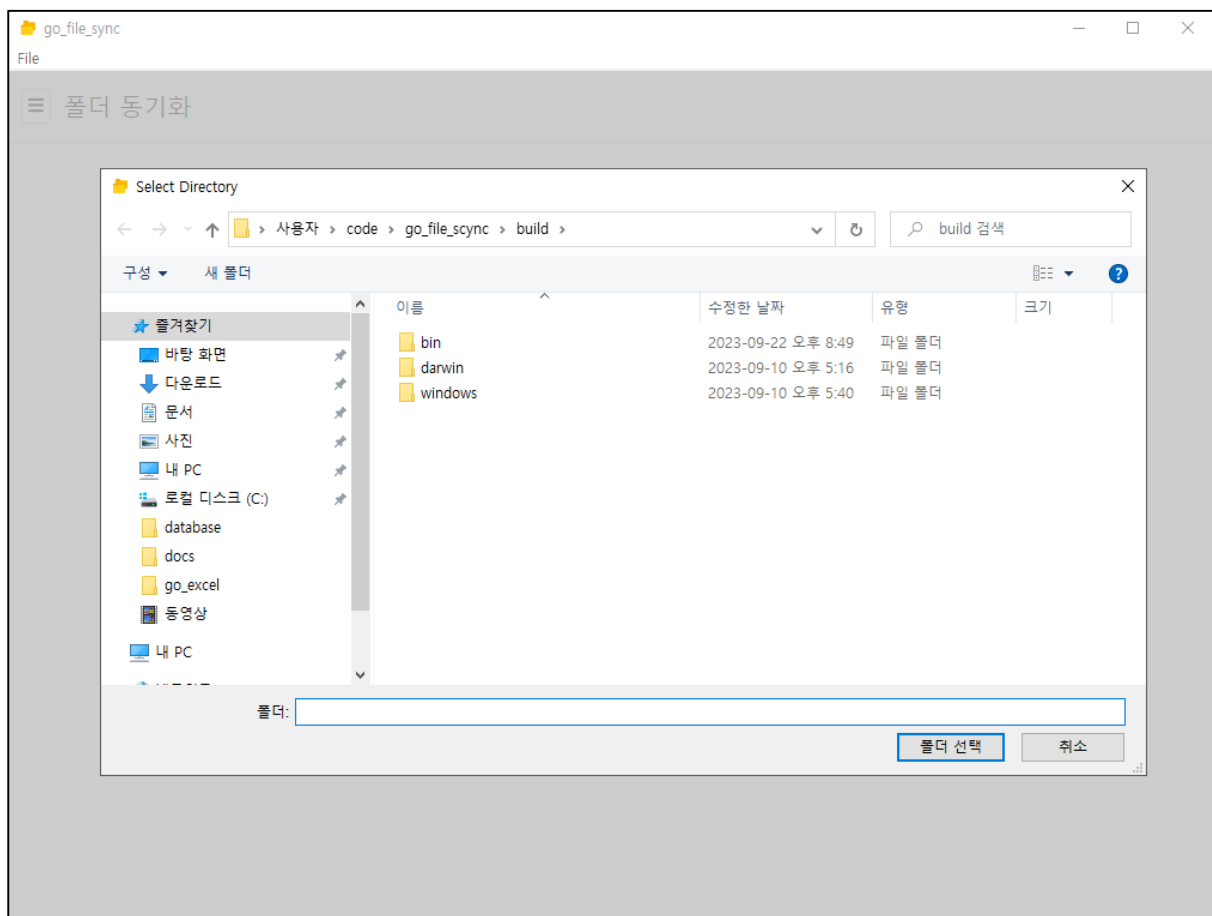 go_file_sync
File
폴더 동기화
Select Directory
사용자 › code › go_file_scync › build ›
build 검색
구성 새 폴더
이름 수정한 날짜 유형 크기
즐겨찾기
바탕 화면
다운로드
문서
사진
내 PC
로컬 디스크 (C:)
database
docs
go_excel
동영상
내 PC
bin 2023-09-22 오후 8:49 파일 폴더
darwin 2023-09-10 오후 5:16 파일 폴더
windows 2023-09-10 오후 5:40 파일 폴더
폴더:
폴더 선택 취소